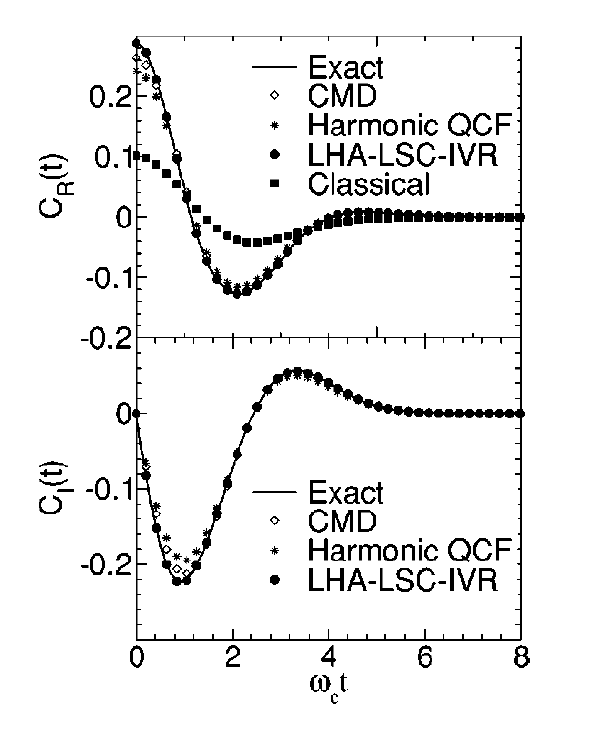 0.2
0.1
0
-0.1
-0.2
C_R(t)
Exact
CMD
Harmonic QCF
LHA-LSC-IVR
Classical
0
-0.1
-0.2
C_I(t)
Exact
CMD
Harmonic QCF
LHA-LSC-IVR
0 2 4 6 8
ω_c t